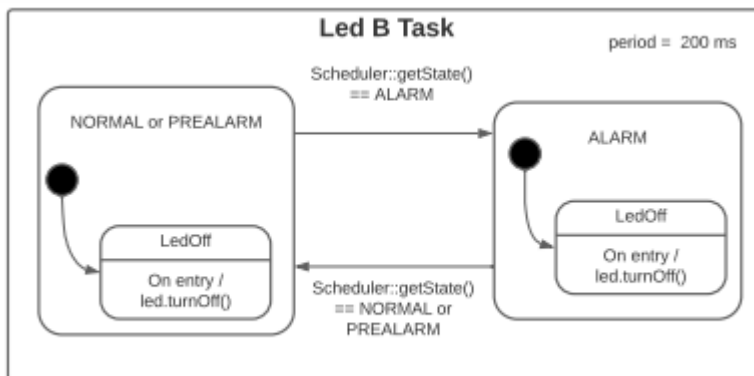 Led B Task
period = 200 ms
Scheduler::getState()
== ALARM
NORMAL or PREALARM
ALARM
LedOff
On entry /
led.turnOff()
LedOff
On entry /
led.turnOff()
Scheduler::getState()
== NORMAL or
PREALARM